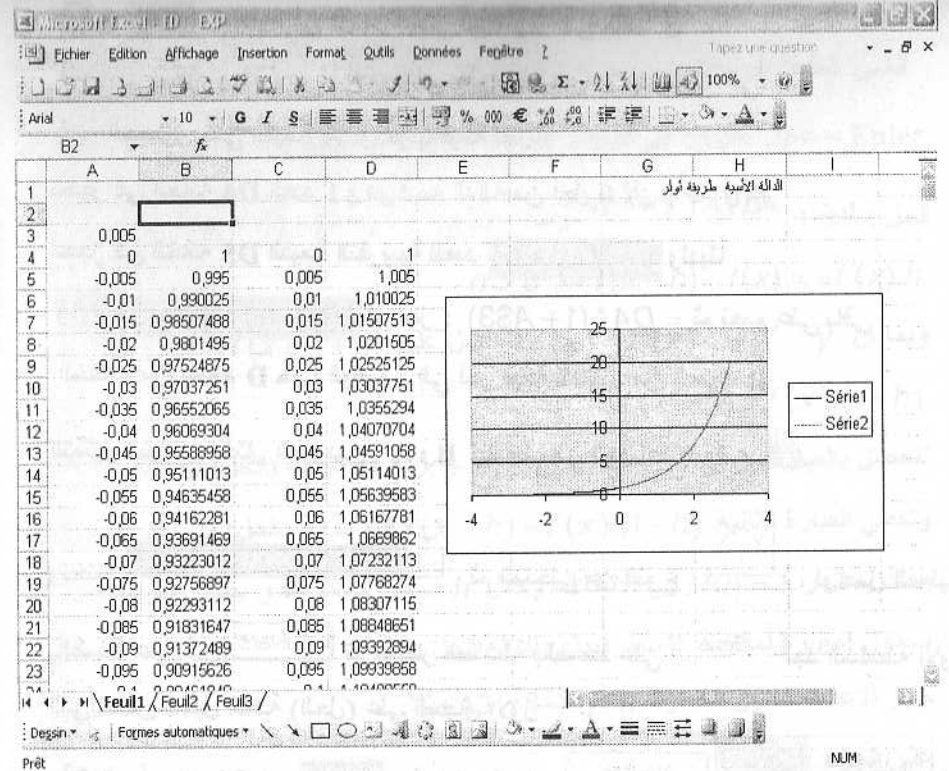 Microsoft Excel - ED - EXP
Fichier Edition Affichage Insertion Format Outils Données Fenêtre ?
Tapez une question
100%
Arial 10 G I S % 000 €
B2 fx
A B C D E F G H I
1 الدالة الأسية طريقة أولر
2
3 0,005
4 0 1 0 1
5 -0,005 0,995 0,005 1,005
6 -0,01 0,990025 0,01 1,010025
7 -0,015 0,98507488 0,015 1,01507513
8 -0,02 0,9801495 0,02 1,0201505
9 -0,025 0,97524875 0,025 1,02525125
10 -0,03 0,97037251 0,03 1,03037751
11 -0,035 0,96552065 0,035 1,0355294
12 -0,04 0,96069304 0,04 1,04070704
13 -0,045 0,95588958 0,045 1,04591058
14 -0,05 0,95111013 0,05 1,05114013
15 -0,055 0,94635458 0,055 1,05639583
16 -0,06 0,94162281 0,06 1,06167781
17 -0,065 0,93691469 0,065 1,0669862
18 -0,07 0,93223012 0,07 1,07232113
19 -0,075 0,92756897 0,075 1,07768274
20 -0,08 0,92293112 0,08 1,08307115
21 -0,085 0,91831647 0,085 1,08848651
22 -0,09 0,91372489 0,09 1,09392894
23 -0,095 0,90915626 0,095 1,09939858
25
20
15
10
5
0
-4 -2 0 2 4
Série1
Série2
Feuil1 / Feuil2 / Feuil3 /
Dessin Formes automatiques
Prêt
NUM